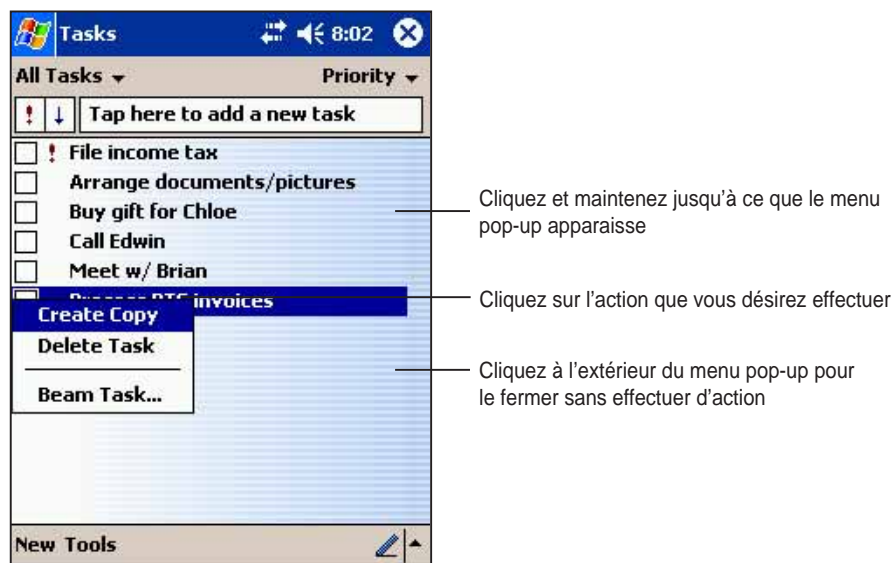 Tasks 8:02
All Tasks Priority
Tap here to add a new task
! File income tax
Arrange documents/pictures
Buy gift for Chloe
Call Edwin
Meet w/ Brian
invoices
Create Copy
Delete Task
Beam Task...
New Tools
Cliquez et maintenez jusqu'à ce que le menu
pop-up apparaisse
Cliquez sur l'action que vous désirez effectuer
Cliquez à l'extérieur du menu pop-up pour
le fermer sans effectuer d'action